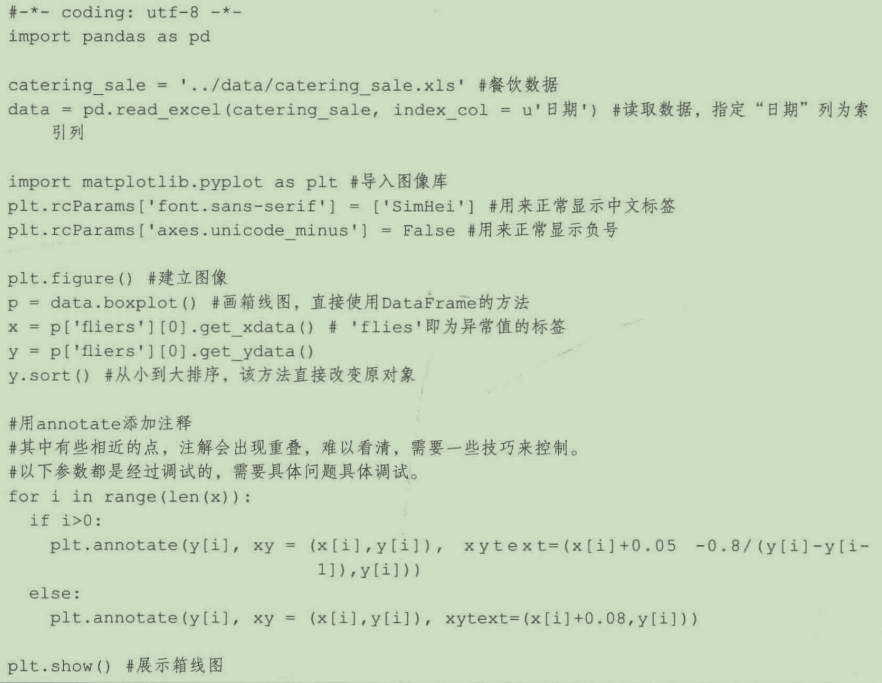 #-*- coding: utf-8 -*-
import pandas as pd
catering_sale = '../data/catering_sale.xls' #餐饮数据
data = pd.read_excel(catering_sale, index_col = u'日期') #读取数据，指定“日期”列为索
引列
import matplotlib.pyplot as plt #导入图像库
plt.rcParams['font.sans-serif'] = ['SimHei'] #用来正常显示中文标签
plt.rcParams['axes.unicode_minus'] = False #用来正常显示负号
plt.figure() #建立图像
p = data.boxplot() #画箱线图，直接使用DataFrame的方法
x = p['fliers'][0].get_xdata() # 'flies'即为异常值的标签
y = p['fliers'][0].get_ydata()
y.sort() #从小到大排序，该方法直接改变原对象
#用annotate添加注释
#其中有些相近的点，注解会出现重叠，难以看清，需要一些技巧来控制。
#以下参数都是经过调试的，需要具体问题具体调试。
for i in range(len(x)):
if i>0:
plt.annotate(y[i], xy = (x[i],y[i]), xytext=(x[i]+0.05 -0.8/(y[i]-y[i-
1]),y[i]))
else:
plt.annotate(y[i], xy = (x[i],y[i]), xytext=(x[i]+0.08,y[i]))
plt.show() #展示箱线图